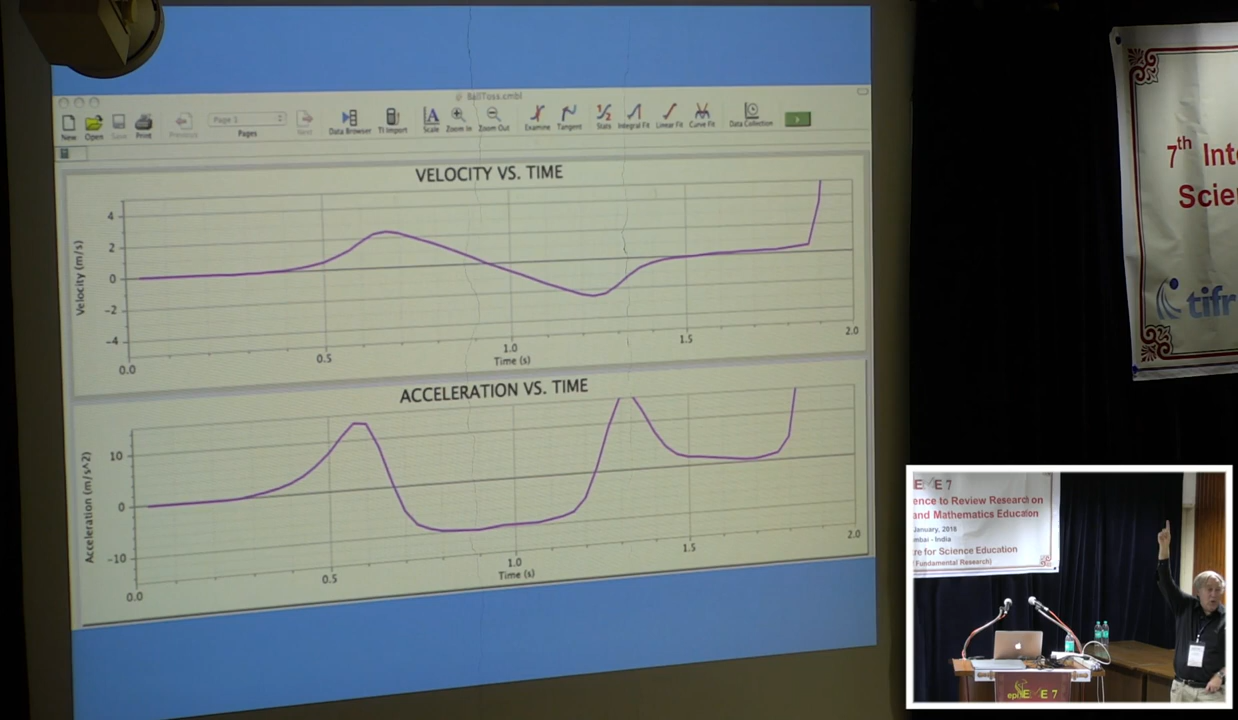 BallToss.cmbl
New Open Save Print Previous Page 1 Pages Next Data Browser TI Import Scale Zoom In Zoom Out Examine Tangent Stats Integral Fit Linear Fit Curve Fit Data Collection
VELOCITY VS. TIME
Velocity (m/s)
4
2
0
-2
-4
0.0 0.5 1.0 1.5 2.0
Time (s)
ACCELERATION VS. TIME
Acceleration (m/s^2)
10
0
-10
0.0 0.5 1.0 1.5 2.0
Time (s)
7th Inte
Scien
tifr
E 7
ence to Review Research on
and Mathematics Education
January, 2018
mbai - India
re for Science Education
Fundamental Research)
epiSTEME 7